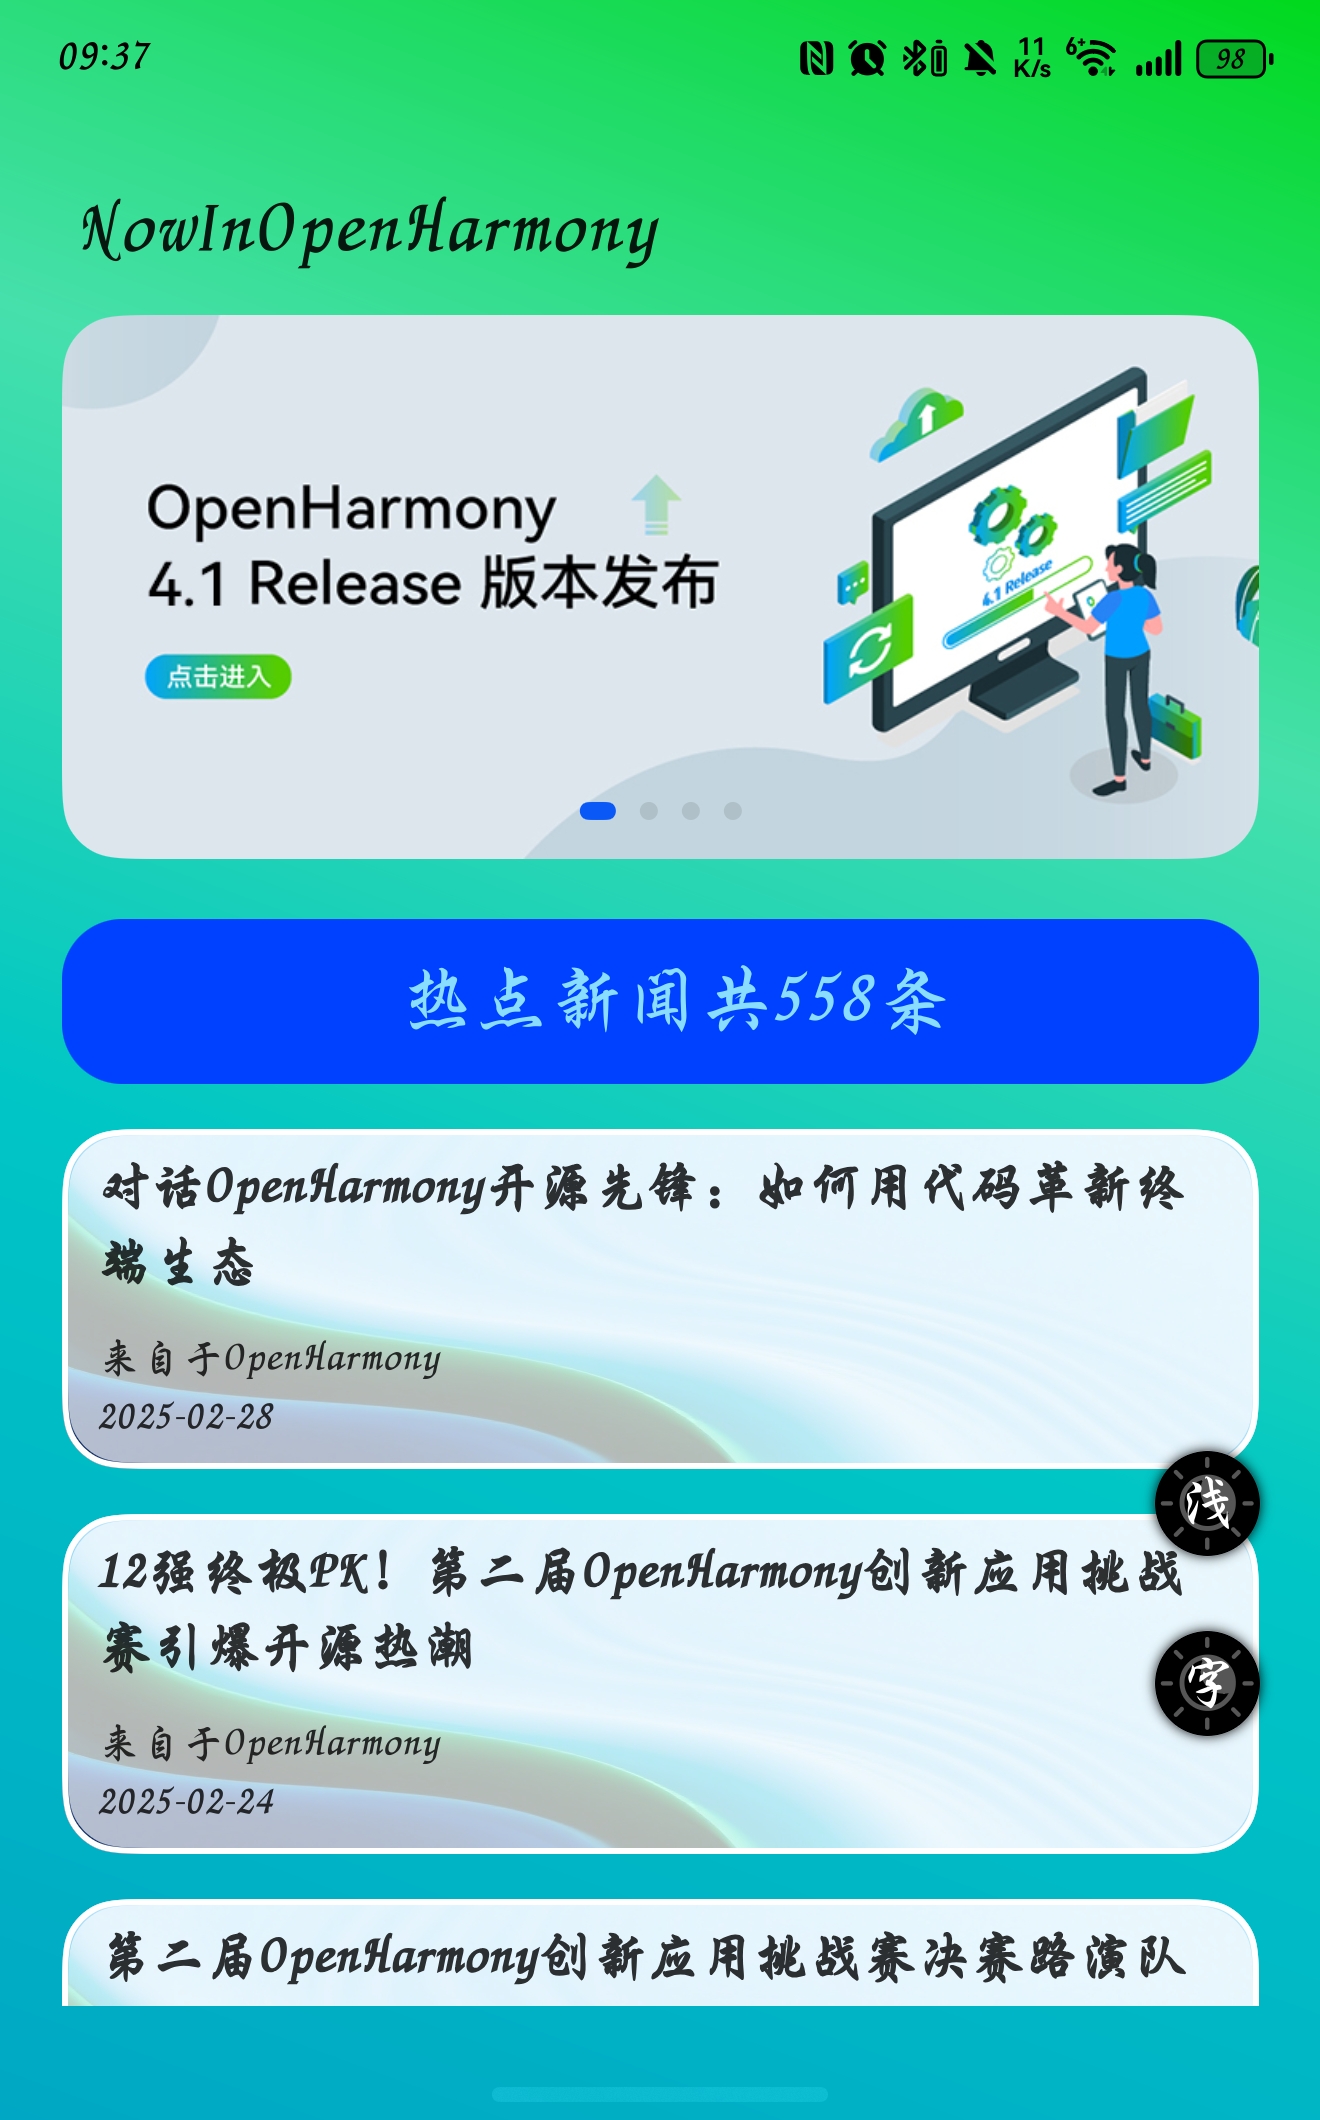 09:37
11
K/s
6+
98
NowInOpenHarmony
OpenHarmony
4.1 Release 版本发布
点击进入
4.1 Release
热点新闻共558条
对话OpenHarmony开源先锋：如何用代码革新终
端生态
来自于OpenHarmony
2025-02-28
浅
12强终极PK！第二届OpenHarmony创新应用挑战
赛引爆开源热潮
字
来自于OpenHarmony
2025-02-24
第二届OpenHarmony创新应用挑战赛决赛路演队